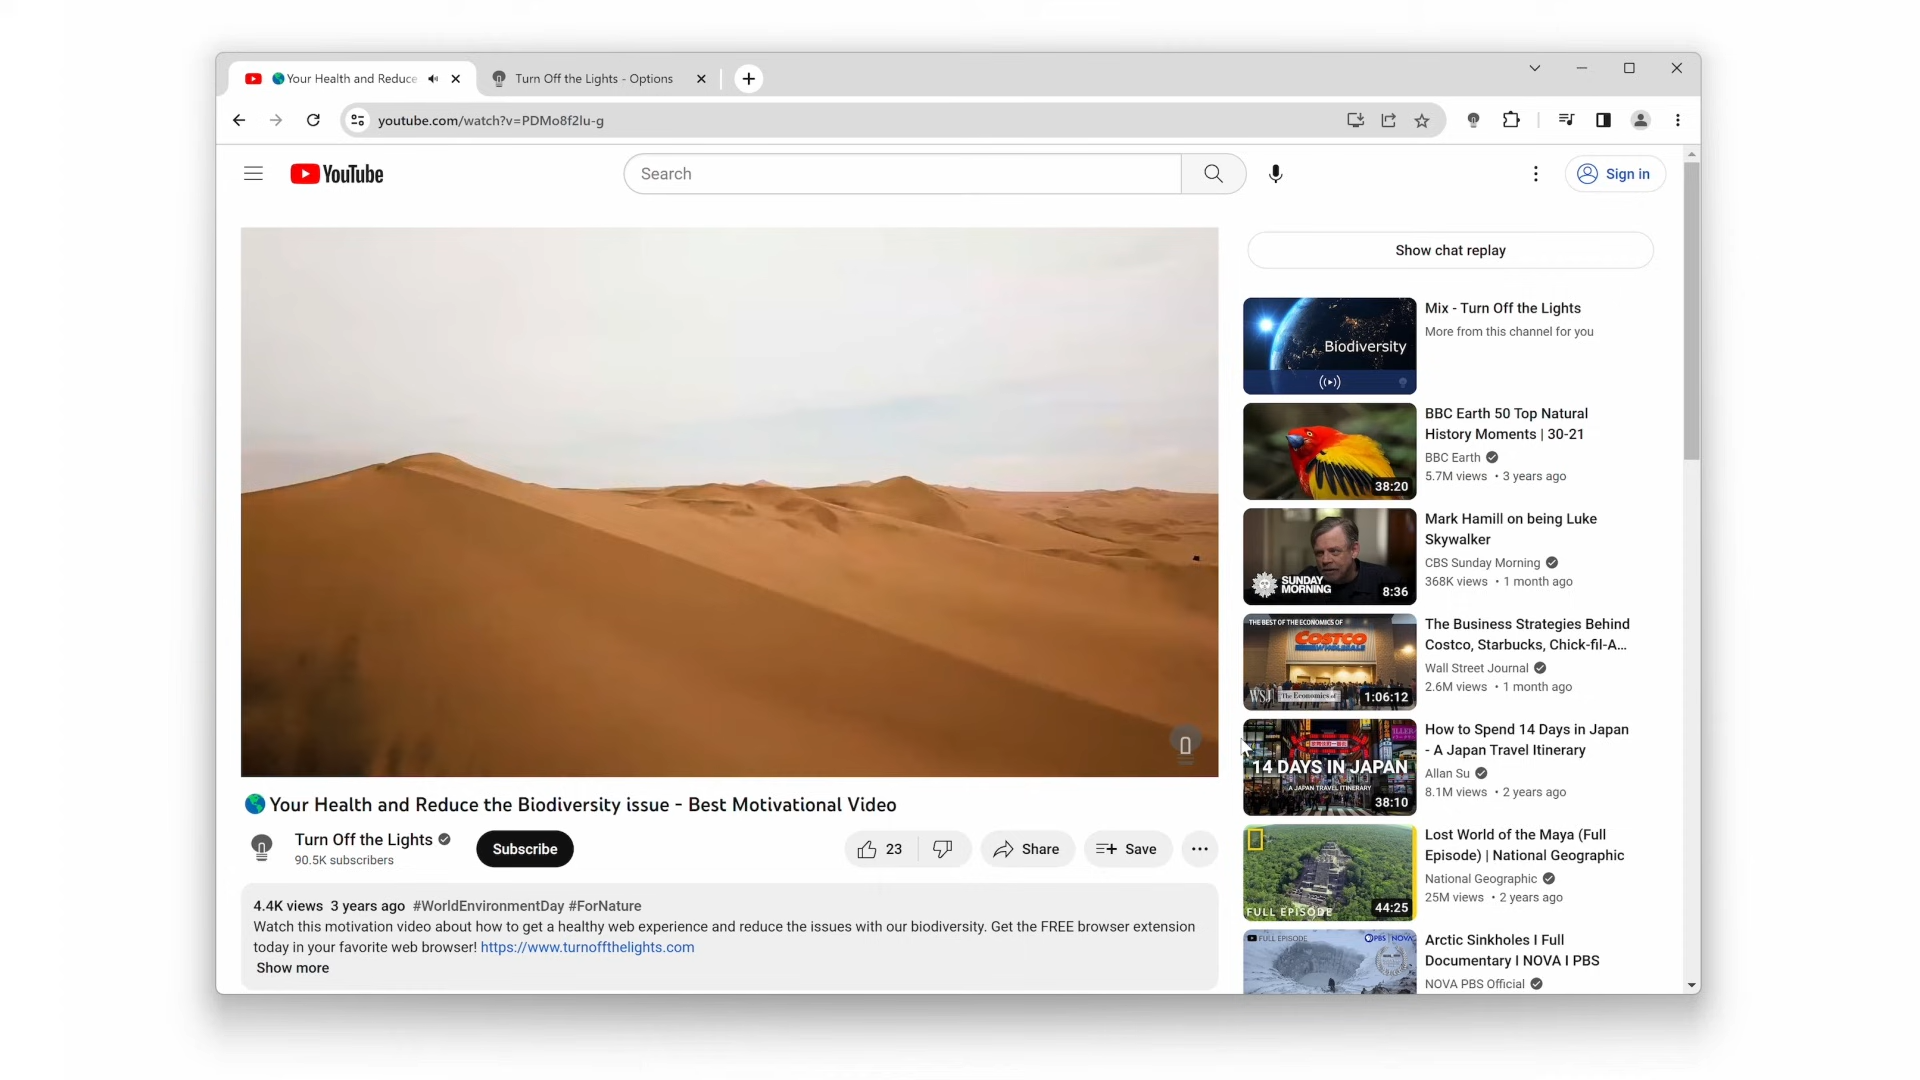 🌎Your Health and Reduce
Turn Off the Lights - Options
youtube.com/watch?v=PDMo8f2lu-g
YouTube
Search
Sign in
Show chat replay
Biodiversity
Mix - Turn Off the Lights
More from this channel for you
38:20
BBC Earth 50 Top Natural
History Moments | 30-21
BBC Earth
5.7M views • 3 years ago
SUNDAY
MORNING
8:36
Mark Hamill on being Luke
Skywalker
CBS Sunday Morning
368K views • 1 month ago
THE BEST OF THE ECONOMICS OF
COSTCO
WHOLESALE
WSJ
The Economics of
1:06:12
The Business Strategies Behind
Costco, Starbucks, Chick-fil-A...
Wall Street Journal
2.6M views • 1 month ago
14 DAYS IN JAPAN
A JAPAN TRAVEL ITINERARY
38:10
How to Spend 14 Days in Japan
- A Japan Travel Itinerary
Allan Su
8.1M views • 2 years ago
FULL EPISODE
44:25
Lost World of the Maya (Full
Episode) | National Geographic
National Geographic
25M views • 2 years ago
FULL EPISODE
PBS NOVA
Arctic Sinkholes I Full
Documentary I NOVA I PBS
NOVA PBS Official
🌎Your Health and Reduce the Biodiversity issue - Best Motivational Video
Turn Off the Lights
90.5K subscribers
Subscribe
23
Share
Save
4.4K views 3 years ago #WorldEnvironmentDay #ForNature
Watch this motivation video about how to get a healthy web experience and reduce the issues with our biodiversity. Get the FREE browser extension
today in your favorite web browser! https://www.turnoffthelights.com
Show more